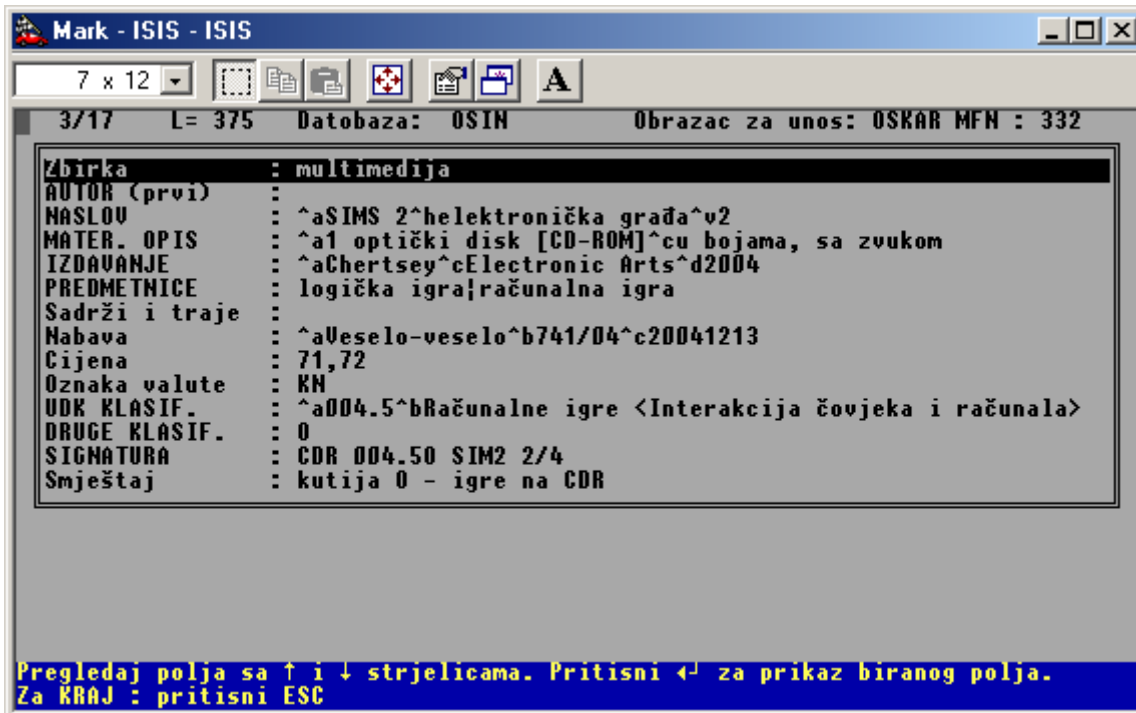 Mark - ISIS - ISIS
7 x 12 A
3/17 L= 375 Datobaza: OSIN Obrazac za unos: OSKAR MFN : 332
Zbirka : multimedija
AUTOR (prvi) :
NASLOV : ^aSIMS 2^helektronička građa^v2
MATER. OPIS : ^a1 optički disk [CD-ROM]^cu bojama, sa zvukom
IZDAVANJE : ^aChertsey^cElectronic Arts^d2004
PREDMETNICE : logička igra¦računalna igra
Sadrži i traje :
Nabava : ^aVeselo-veselo^b741/04^c20041213
Cijena : 71,72
Oznaka valute : KN
UDK KLASIF. : ^a004.5^bRačunalne igre <Interakcija čovjeka i računala>
DRUGE KLASIF. : 0
SIGNATURA : CDR 004.50 SIM2 2/4
Smještaj : kutija 0 - igre na CDR
Pregledaj polja sa ↑ i ↓ strjelicama. Pritisni ↵ za prikaz biranog polja.
Za KRAJ : pritisni ESC